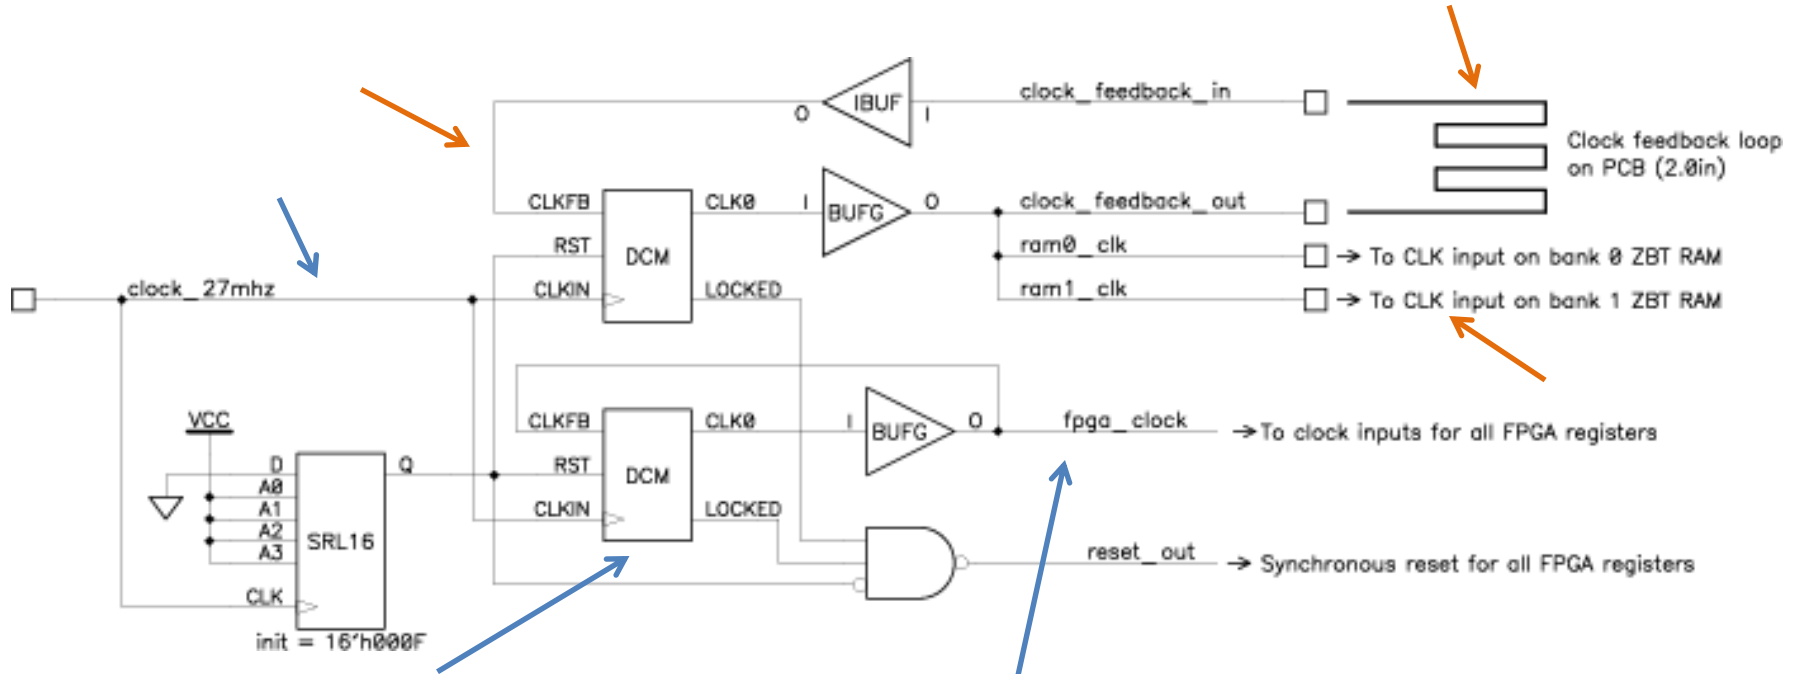 IBUF
O
I
clock_feedback_in
Clock feedback loop
on PCB (2.0in)
CLKFB
CLK0
I
BUFG
O
clock_feedback_out
RST
DCM
ram0_clk
To CLK input on bank 0 ZBT RAM
clock_27mhz
CLKIN
LOCKED
ram1_clk
To CLK input on bank 1 ZBT RAM
VCC
CLKFB
CLK0
I
BUFG
O
fpga_clock
To clock inputs for all FPGA registers
D
Q
RST
DCM
A0
A1
A2
A3
SRL16
CLKIN
LOCKED
reset_out
Synchronous reset for all FPGA registers
CLK
init = 16'h000F